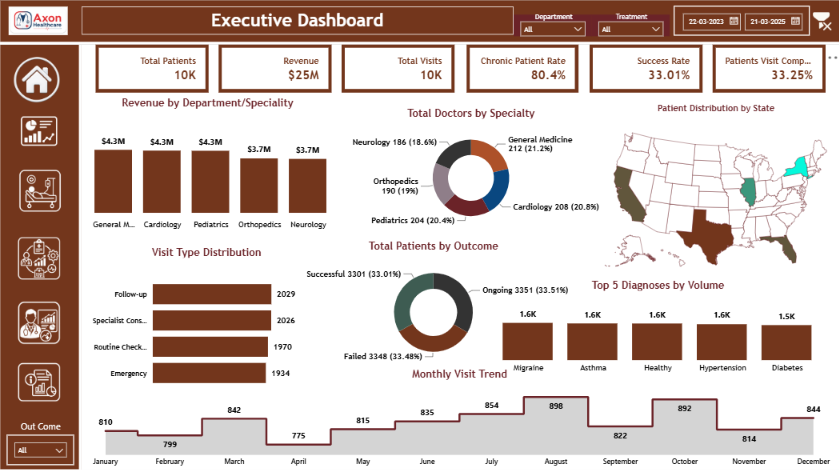 Axon
Healthcare
Executive Dashboard
Department
All
Treatment
All
22-03-2023
21-03-2025
Total Patients
10K
Revenue
$25M
Total Visits
10K
Chronic Patient Rate
80.4%
Success Rate
33.01%
Patients Visit Comp...
33.25%
Revenue by Department/Speciality
$4.3M
$4.3M
$4.3M
$3.7M
$3.7M
General M...
Cardiology
Pediatrics
Orthopedics
Neurology
Total Doctors by Specialty
Neurology 186 (18.6%)
General Medicine
212 (21.2%)
Orthopedics
190 (19%)
Cardiology 208 (20.8%)
Pediatrics 204 (20.4%)
Patient Distribution by State
Visit Type Distribution
Follow-up
2029
Specialist Cons...
2026
Routine Check...
1970
Emergency
1934
Total Patients by Outcome
Successful 3301 (33.01%)
Ongoing 3351 (33.51%)
Failed 3348 (33.48%)
Top 5 Diagnoses by Volume
1.6K
1.6K
1.6K
1.6K
1.5K
Migraine
Asthma
Healthy
Hypertension
Diabetes
Monthly Visit Trend
810
799
842
775
815
835
854
898
822
892
814
844
January
February
March
April
May
June
July
August
September
October
November
December
Out Come
All